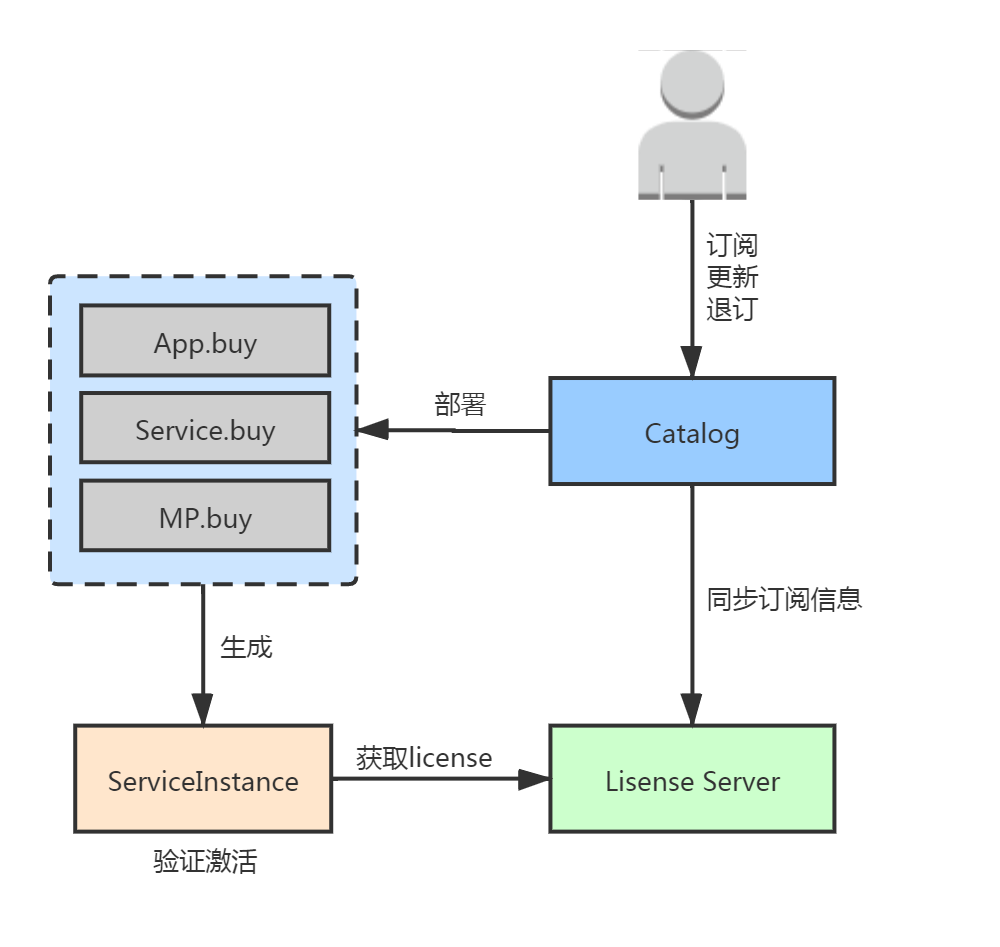 订阅
更新
退订
App.buy
Service.buy
MP.buy
部署
Catalog
同步订阅信息
生成
ServiceInstance
获取license
Lisense Server
验证激活